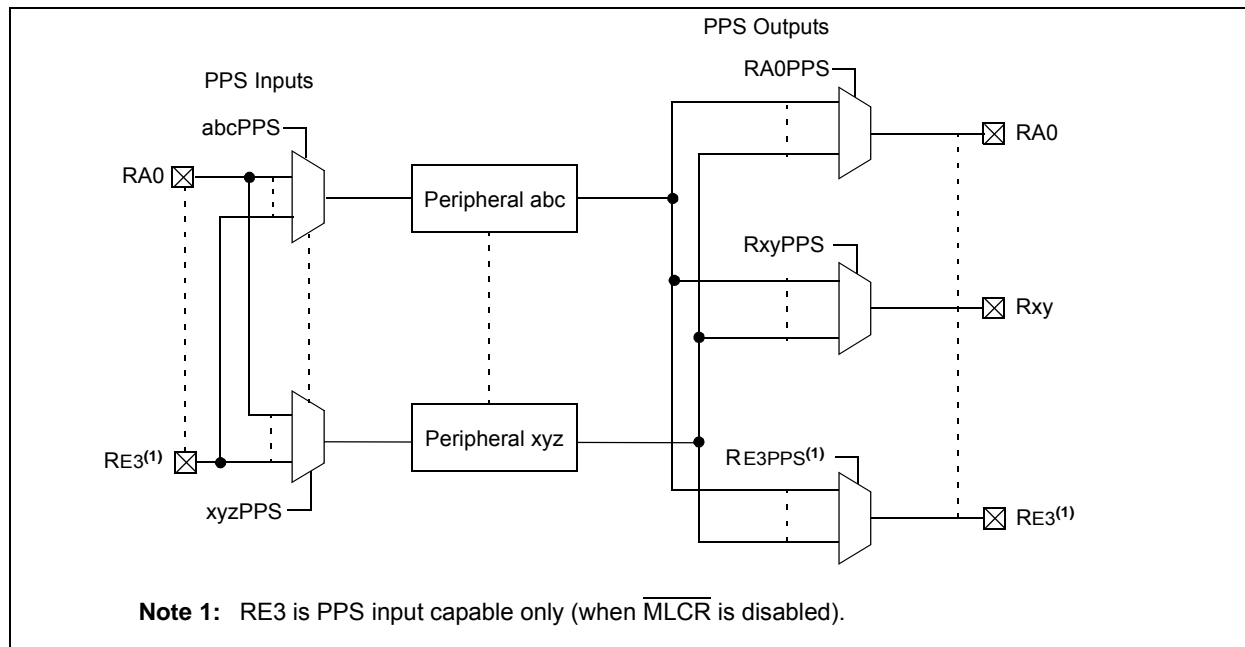 PPS Outputs
RA0PPS
PPS Inputs
abcPPS
RA0
Peripheral abc
RA0
RxyPPS
Rxy
Peripheral xyz
RE3(1)
RE3PPS(1)
xyzPPS
RE3(1)
Note 1: RE3 is PPS input capable only (when MLCR is disabled).